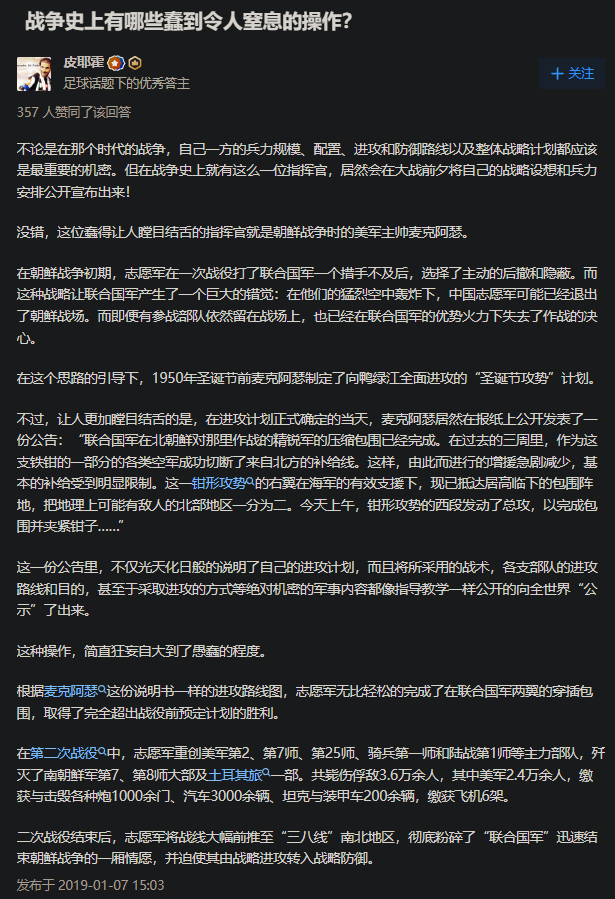 战争史上有哪些蠢到令人窒息的操作？
皮耶霍
足球话题下的优秀答主
＋关注
357 人赞同了该回答
不论是在那个时代的战争，自己一方的兵力规模、配置、进攻和防御路线以及整体战略计划都应该
是最重要的机密。但在战争史上就有这么一位指挥官，居然会在大战前夕将自己的战略设想和兵力
安排公开宣布出来！
没错，这位蠢得让人瞠目结舌的指挥官就是朝鲜战争时的美军主帅麦克阿瑟。
在朝鲜战争初期，志愿军在一次战役打了联合国军一个措手不及后，选择了主动的后撤和隐蔽。而
这种战略让联合国军产生了一个巨大的错觉：在他们的猛烈空中轰炸下，中国志愿军可能已经退出
了朝鲜战场。而即便有参战部队依然留在战场上，也已经在联合国军的优势火力下失去了作战的决
心。
在这个思路的引导下，1950年圣诞节前麦克阿瑟制定了向鸭绿江全面进攻的“圣诞节攻势”计划。
不过，让人更加瞠目结舌的是，在进攻计划正式确定的当天，麦克阿瑟居然在报纸上公开发表了一
份公告：“联合国军在北朝鲜对那里作战的精锐军的压缩包围已经完成。在过去的三周里，作为这
支铁钳的一部分的各类空军成功切断了来自北方的补给线。这样，由此而进行的增援急剧减少，基
本的补给受到明显限制。这一钳形攻势的右翼在海军的有效支援下，现已抵达居高临下的包围阵
地，把地理上可能有敌人的北部地区一分为二。今天上午，钳形攻势的西段发动了总攻，以完成包
围并夹紧钳子......”
这一份公告里，不仅光天化日般的说明了自己的进攻计划，而且将所采用的战术，各支部队的进攻
路线和目的，甚至于采取进攻的方式等绝对机密的军事内容都像指导教学一样公开的向全世界“公
示”了出来。
这种操作，简直狂妄自大到了愚蠢的程度。
根据麦克阿瑟这份说明书一样的进攻路线图，志愿军无比轻松的完成了在联合国军两翼的穿插包
围，取得了完全超出战役前预定计划的胜利。
在第二次战役中，志愿军重创美军第2、第7师、第25师、骑兵第一师和陆战第1师等主力部队，歼
灭了南朝鲜军第7、第8师大部及土耳其旅一部。共毙伤俘敌3.6万余人，其中美军2.4万余人，缴
获与击毁各种炮1000余门、汽车3000余辆、坦克与装甲车200余辆，缴获飞机6架。
二次战役结束后，志愿军将战线大幅前推至“三八线”南北地区，彻底粉碎了“联合国军”迅速结
束朝鲜战争的一厢情愿，并迫使其由战略进攻转入战略防御。
发布于 2019-01-07 15:03